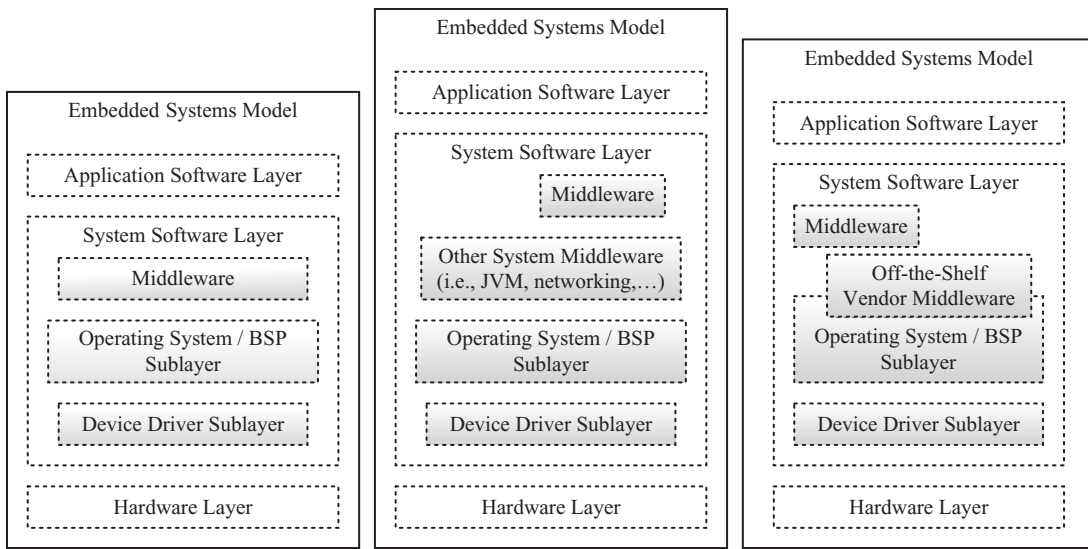 Embedded Systems Model
Application Software Layer
System Software Layer
Middleware
Operating System / BSP
Sublayer
Device Driver Sublayer
Hardware Layer
Embedded Systems Model
Application Software Layer
System Software Layer
Middleware
Other System Middleware
(i.e., JVM, networking,…)
Operating System / BSP
Sublayer
Device Driver Sublayer
Hardware Layer
Embedded Systems Model
Application Software Layer
System Software Layer
Middleware
Off-the-Shelf
Vendor Middleware
Operating System / BSP
Sublayer
Device Driver Sublayer
Hardware Layer